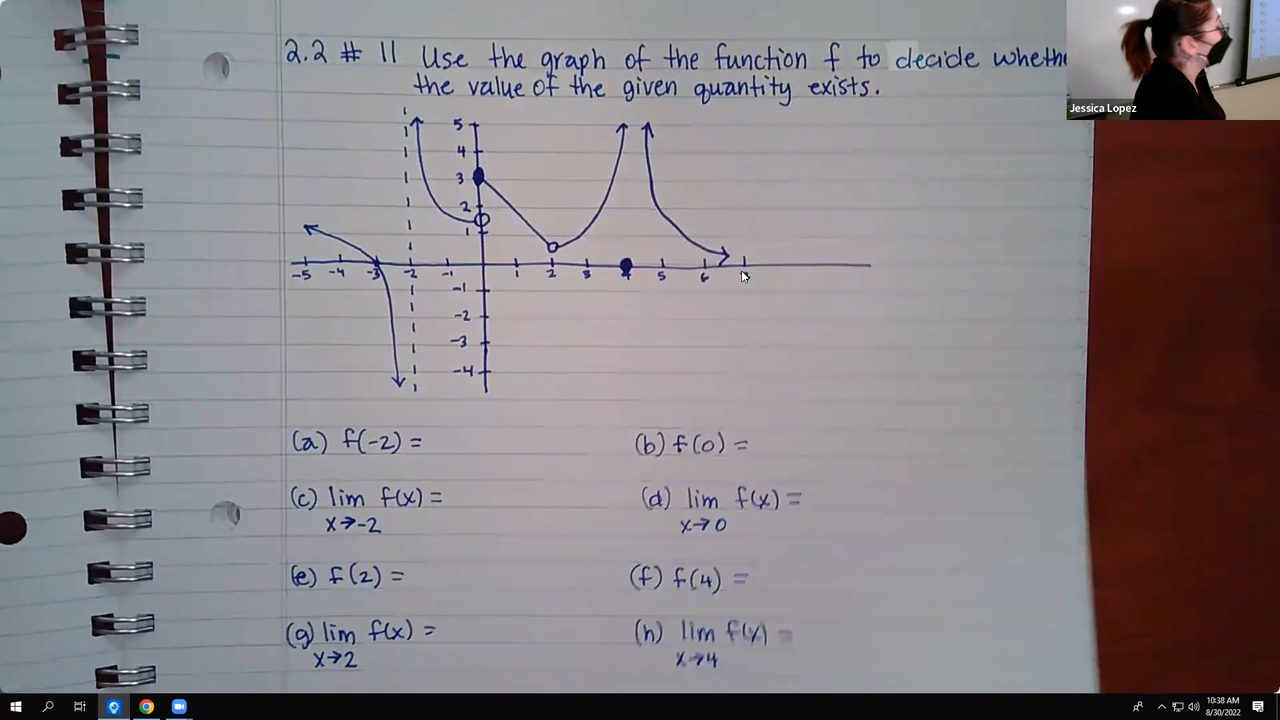 2.2 # 11 Use the graph of the function f to decide
the value of the given quantity exists.
Jessica Lopez
5
4
3
2
1
-5 -4 -3 -2 -1 1 2 3 4 5 6
-1
-2
-3
-4
(a) f(-2) =
(b) f(0) =
(c) lim f(x) =
x→-2
(d) lim f(x) =
x→0
(e) f(2) =
(f) f(4) =
(g) lim f(x) =
x→2
(h) lim f(x) =
x→4
10:38 AM
8/30/2022